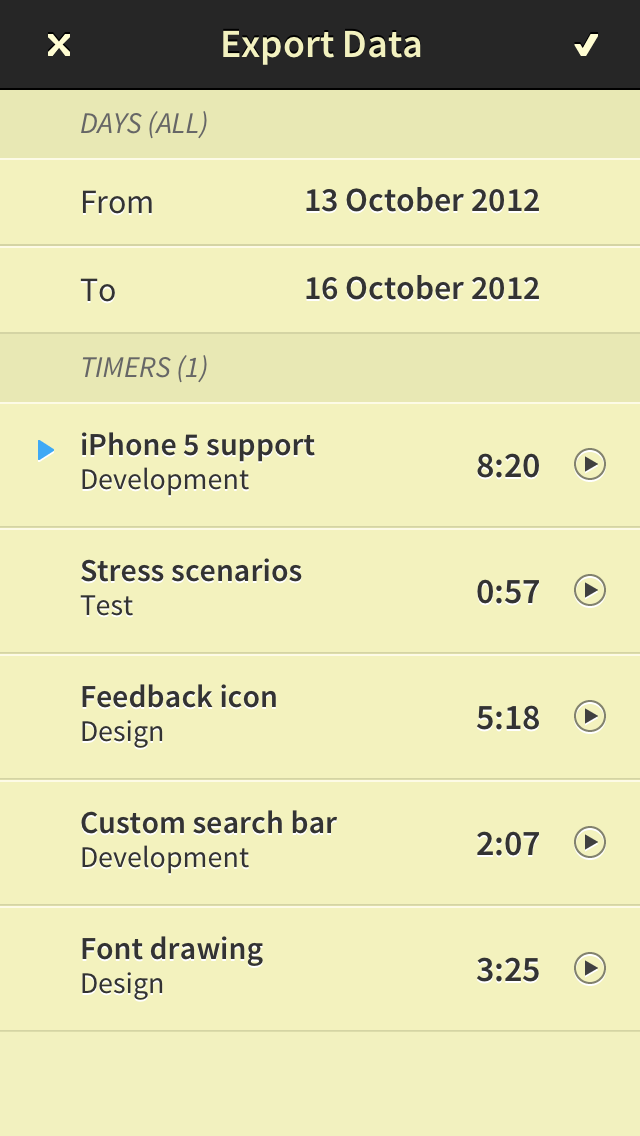 Export Data
DAYS (ALL)
From 13 October 2012
To 16 October 2012
TIMERS (1)
iPhone 5 support
Development
8:20
Stress scenarios
Test
0:57
Feedback icon
Design
5:18
Custom search bar
Development
2:07
Font drawing
Design
3:25